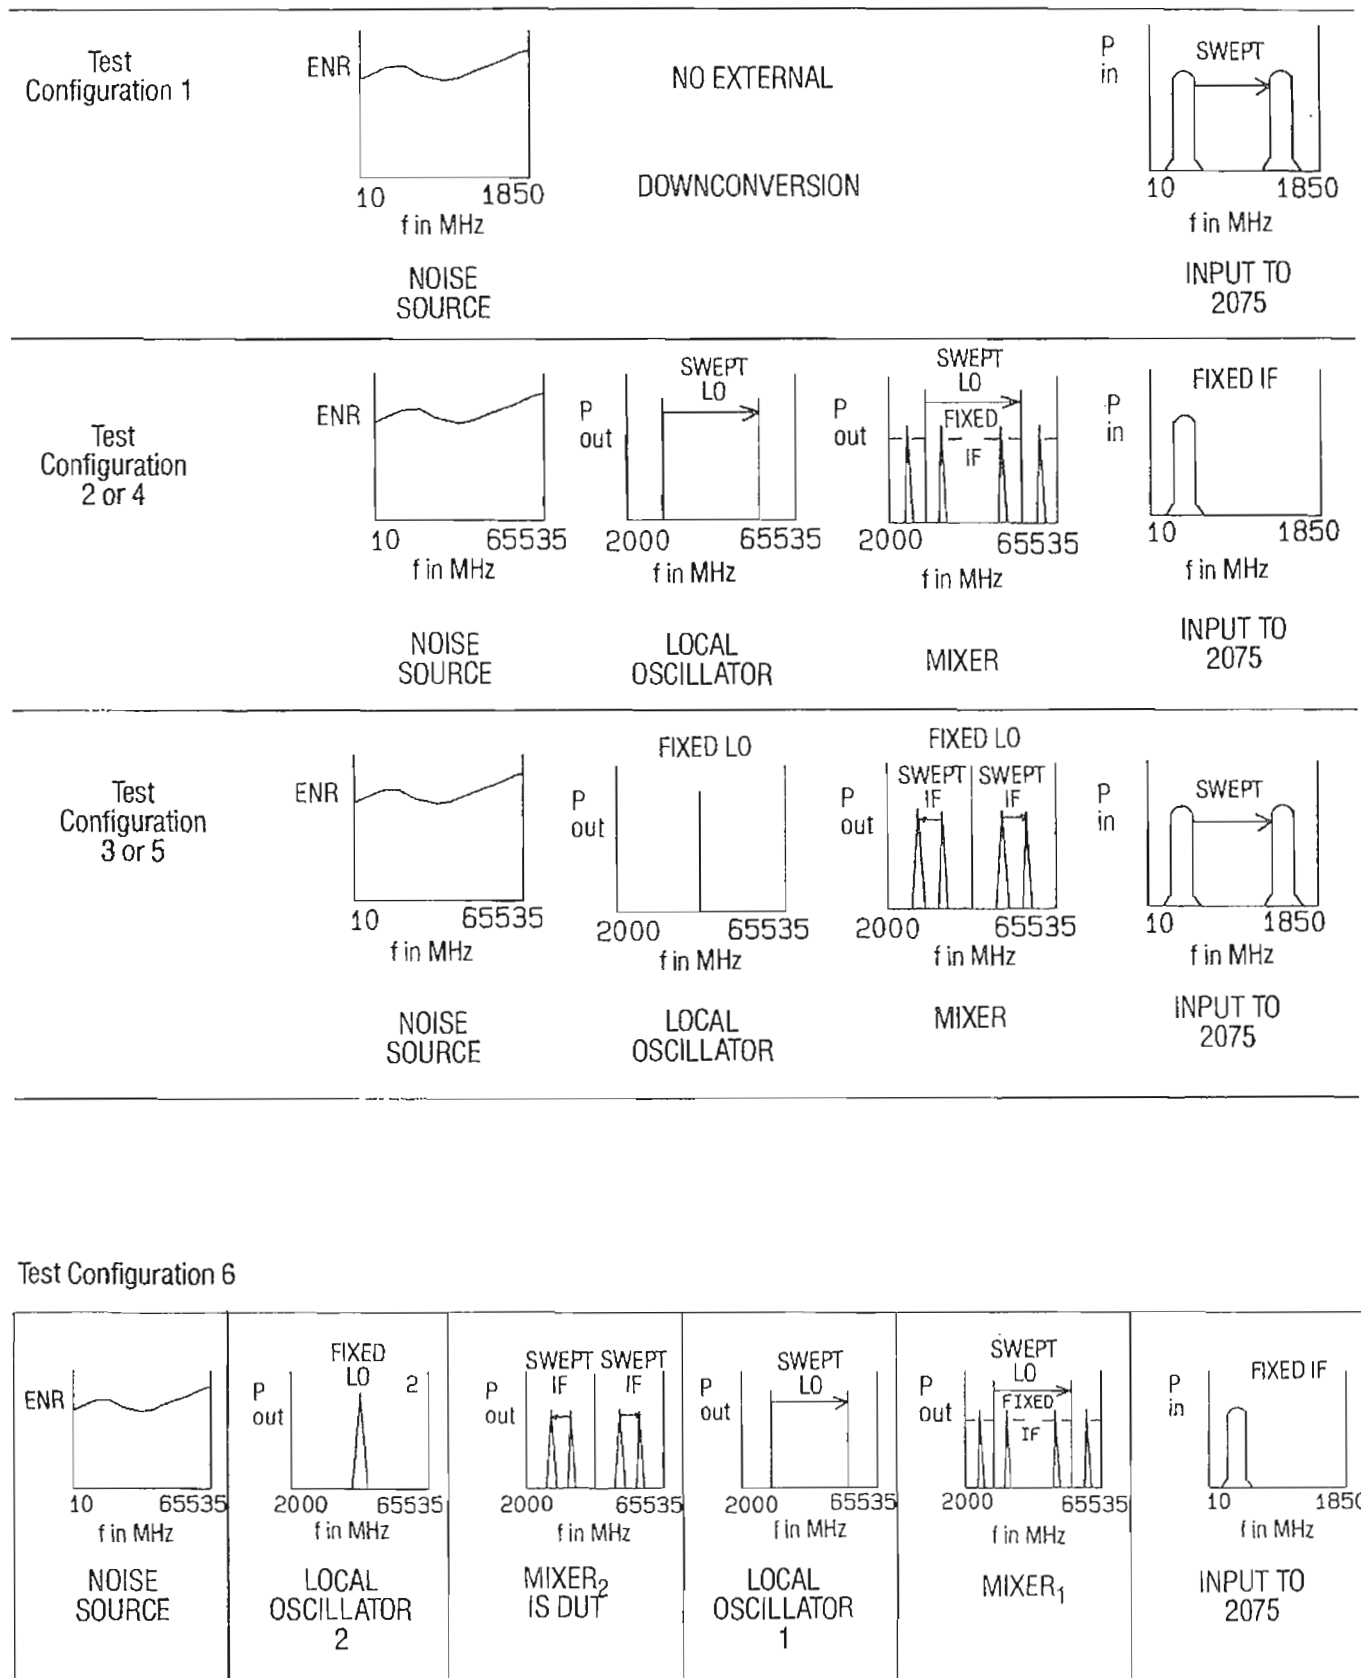 Test
Configuration 1
ENR
10 1850
f in MHz
NOISE
SOURCE
NO EXTERNAL
DOWNCONVERSION
P
in
SWEPT
10 1850
f in MHz
INPUT TO
2075
Test
Configuration
2 or 4
ENR
10 65535
f in MHz
NOISE
SOURCE
P
out
SWEPT
LO
2000 65535
f in MHz
LOCAL
OSCILLATOR
P
out
SWEPT
LO
FIXED
IF
2000 65535
f in MHz
MIXER
P
in
FIXED IF
10 1850
f in MHz
INPUT TO
2075
Test
Configuration
3 or 5
ENR
10 65535
f in MHz
NOISE
SOURCE
FIXED LO
P
out
2000 65535
f in MHz
LOCAL
OSCILLATOR
FIXED LO
P
out
SWEPT SWEPT
IF IF
2000 65535
f in MHz
MIXER
P
in
SWEPT
10 1850
f in MHz
INPUT TO
2075
Test Configuration 6
ENR
10 65535
f in MHz
NOISE
SOURCE
P
out
FIXED
LO 2
2000 65535
f in MHz
LOCAL
OSCILLATOR
2
P
out
SWEPT SWEPT
IF IF
2000 65535
f in MHz
MIXER2
IS DUT
P
out
SWEPT
LO
2000 65535
f in MHz
LOCAL
OSCILLATOR
1
P
out
SWEPT
LO
FIXED
IF
2000 65535
f in MHz
MIXER1
P
in
FIXED IF
10 1850
f in MHz
INPUT TO
2075